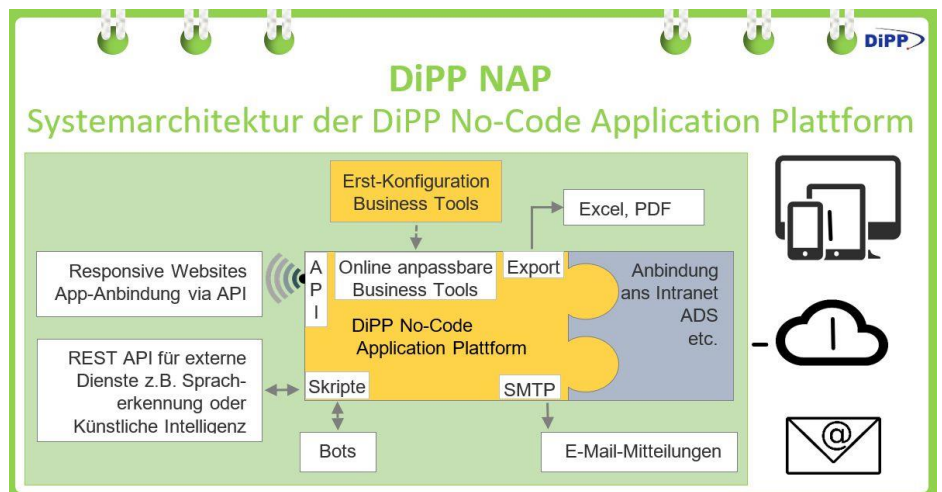 DiPP
DiPP NAP
Systemarchitektur der DiPP No-Code Application Plattform
Erst-Konfiguration
Business Tools
Excel, PDF
Responsive Websites
App-Anbindung via API
A
P
I
Online anpassbare
Business Tools
Export
Anbindung
ans Intranet
ADS
etc.
DiPP No-Code
Application Plattform
REST API für externe
Dienste z.B. Sprach-
erkennung oder
Künstliche Intelligenz
Skripte
SMTP
Bots
E-Mail-Mitteilungen
@